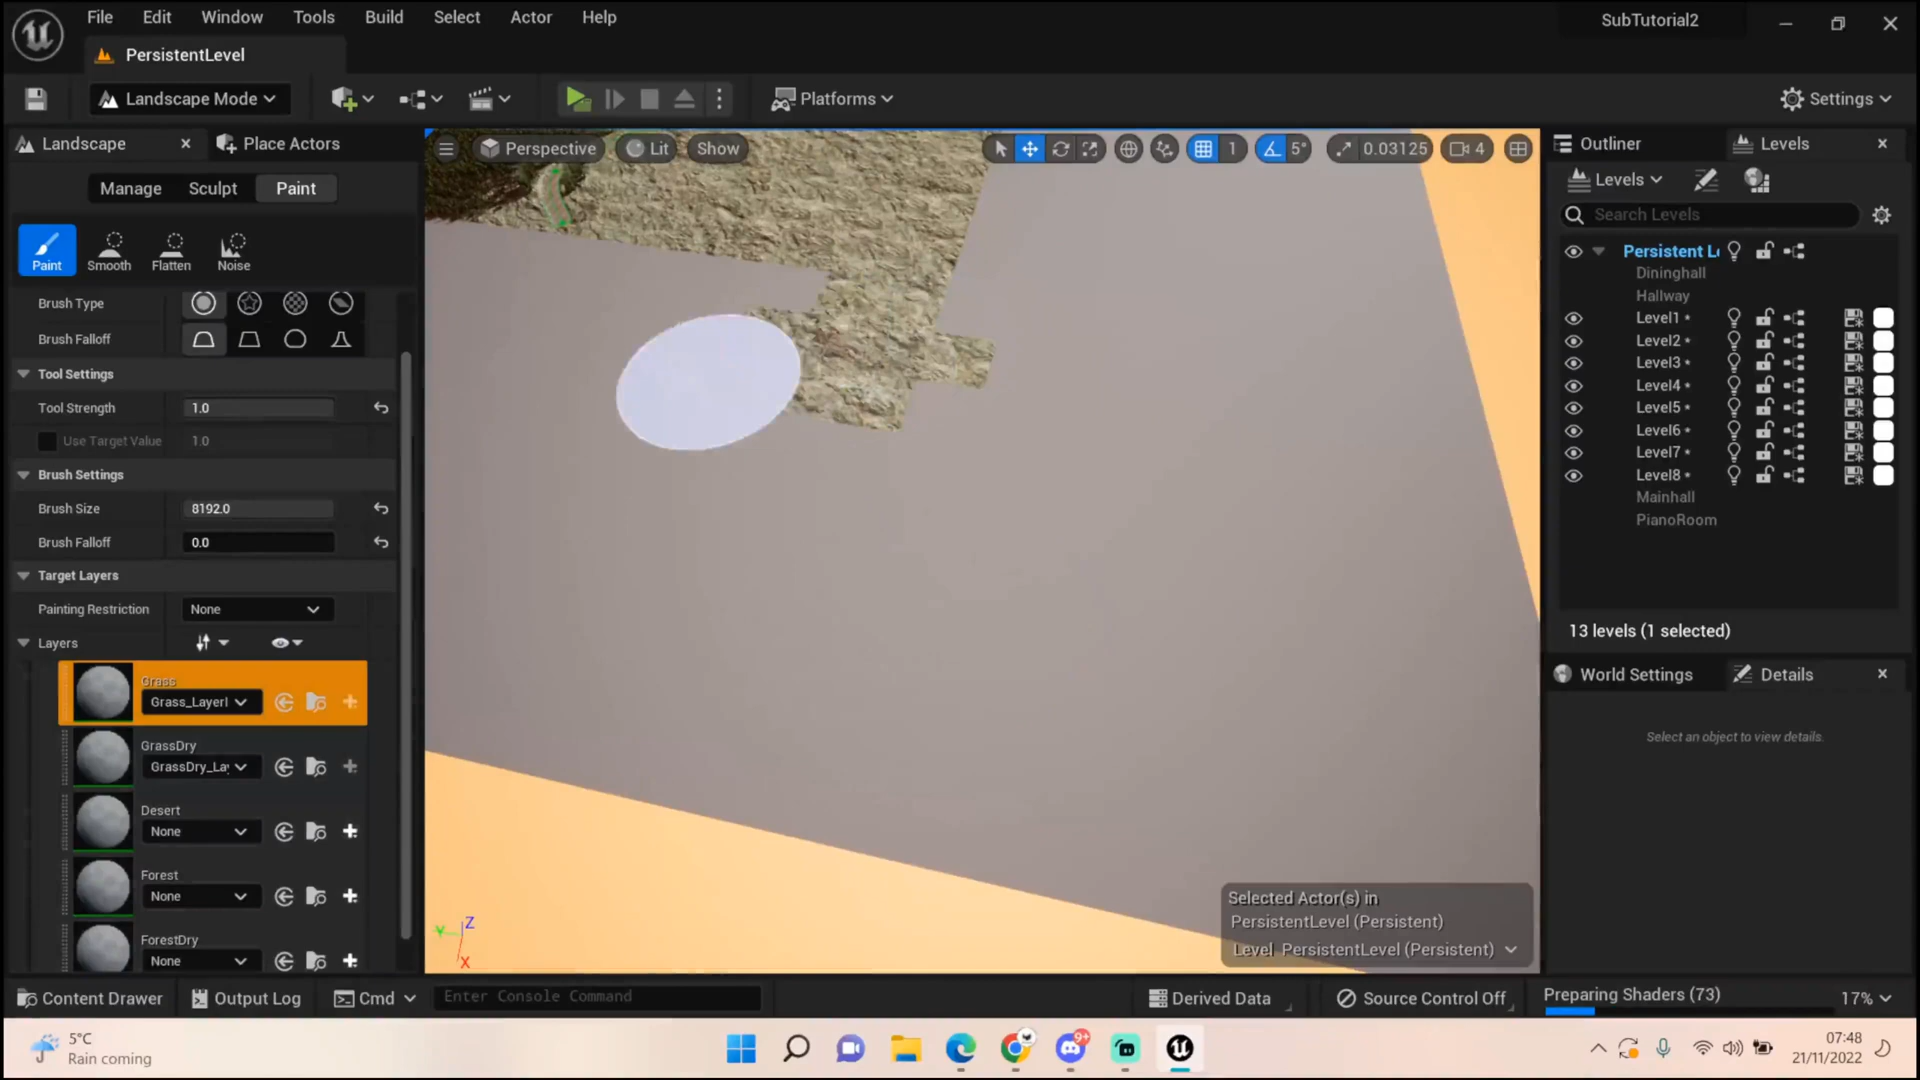 File Edit Window Tools Build Select Actor Help
SubTutorial2
PersistentLevel
Landscape Mode
Platforms
Settings
Landscape
Place Actors
Perspective
Lit
Show
1
5°
0.03125
4
Outliner
Levels
Manage
Sculpt
Paint
Levels
Search Levels
Paint
Smooth
Flatten
Noise
Persistent L
Dininghall
Hallway
Brush Type
Level1 *
Brush Falloff
Level2 *
Level3 *
Tool Settings
Level4 *
Tool Strength
1.0
Level5 *
Use Target Value
1.0
Level6 *
Level7 *
Brush Settings
Level8 *
Mainhall
Brush Size
8192.0
PianoRoom
Brush Falloff
0.0
Target Layers
Painting Restriction
None
13 levels (1 selected)
Layers
World Settings
Details
Grass
Grass_LayerI
Select an object to view details.
GrassDry
GrassDry_La
Desert
None
Forest
None
Selected Actor(s) in
PersistentLevel (Persistent)
Level PersistentLevel (Persistent)
ForestDry
None
Z
Y
X
Content Drawer
Output Log
Cmd
Enter Console Command
Derived Data
Source Control Off
Preparing Shaders (73)
17%
5°C
Rain coming
9+
07:48
21/11/2022